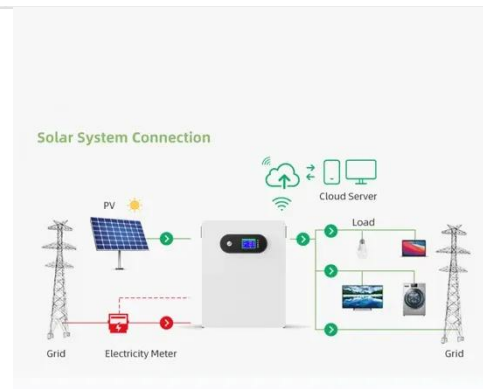 Solar System Connection
Cloud Server
PV
Load
Grid
Electricity Meter
Grid